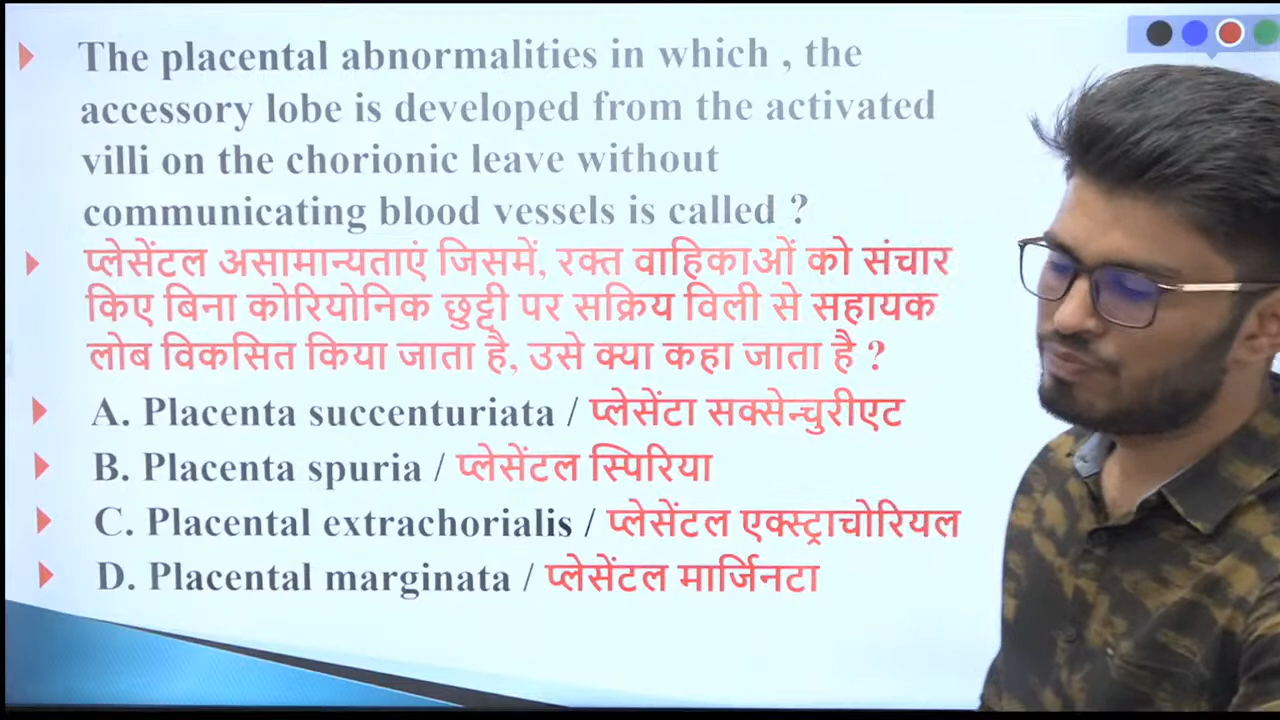 The placental abnormalities in which , the
accessory lobe is developed from the activated
villi on the chorionic leave without
communicating blood vessels is called ?
प्लेसेंटल असामान्यताएं जिसमें, रक्त वाहिकाओं को संचार
किए बिना कोरियोनिक छुट्टी पर सक्रिय विली से सहायक
लोब विकसित किया जाता है, उसे क्या कहा जाता है ?
A. Placenta succenturiata / प्लेसेंटा सक्सेन्चुरीएट
B. Placenta spuria / प्लेसेंटल स्पिरिया
C. Placental extrachorialis / प्लेसेंटल एक्स्ट्राचोरियल
D. Placental marginata / प्लेसेंटल मार्जिनटा